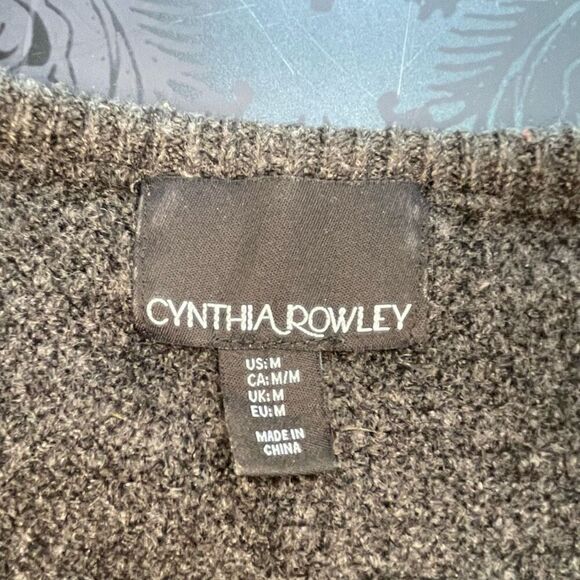 CYNTHIA ROWLEY
US: M
CA: M/M
UK: M
EU: M
MADE IN
CHINA